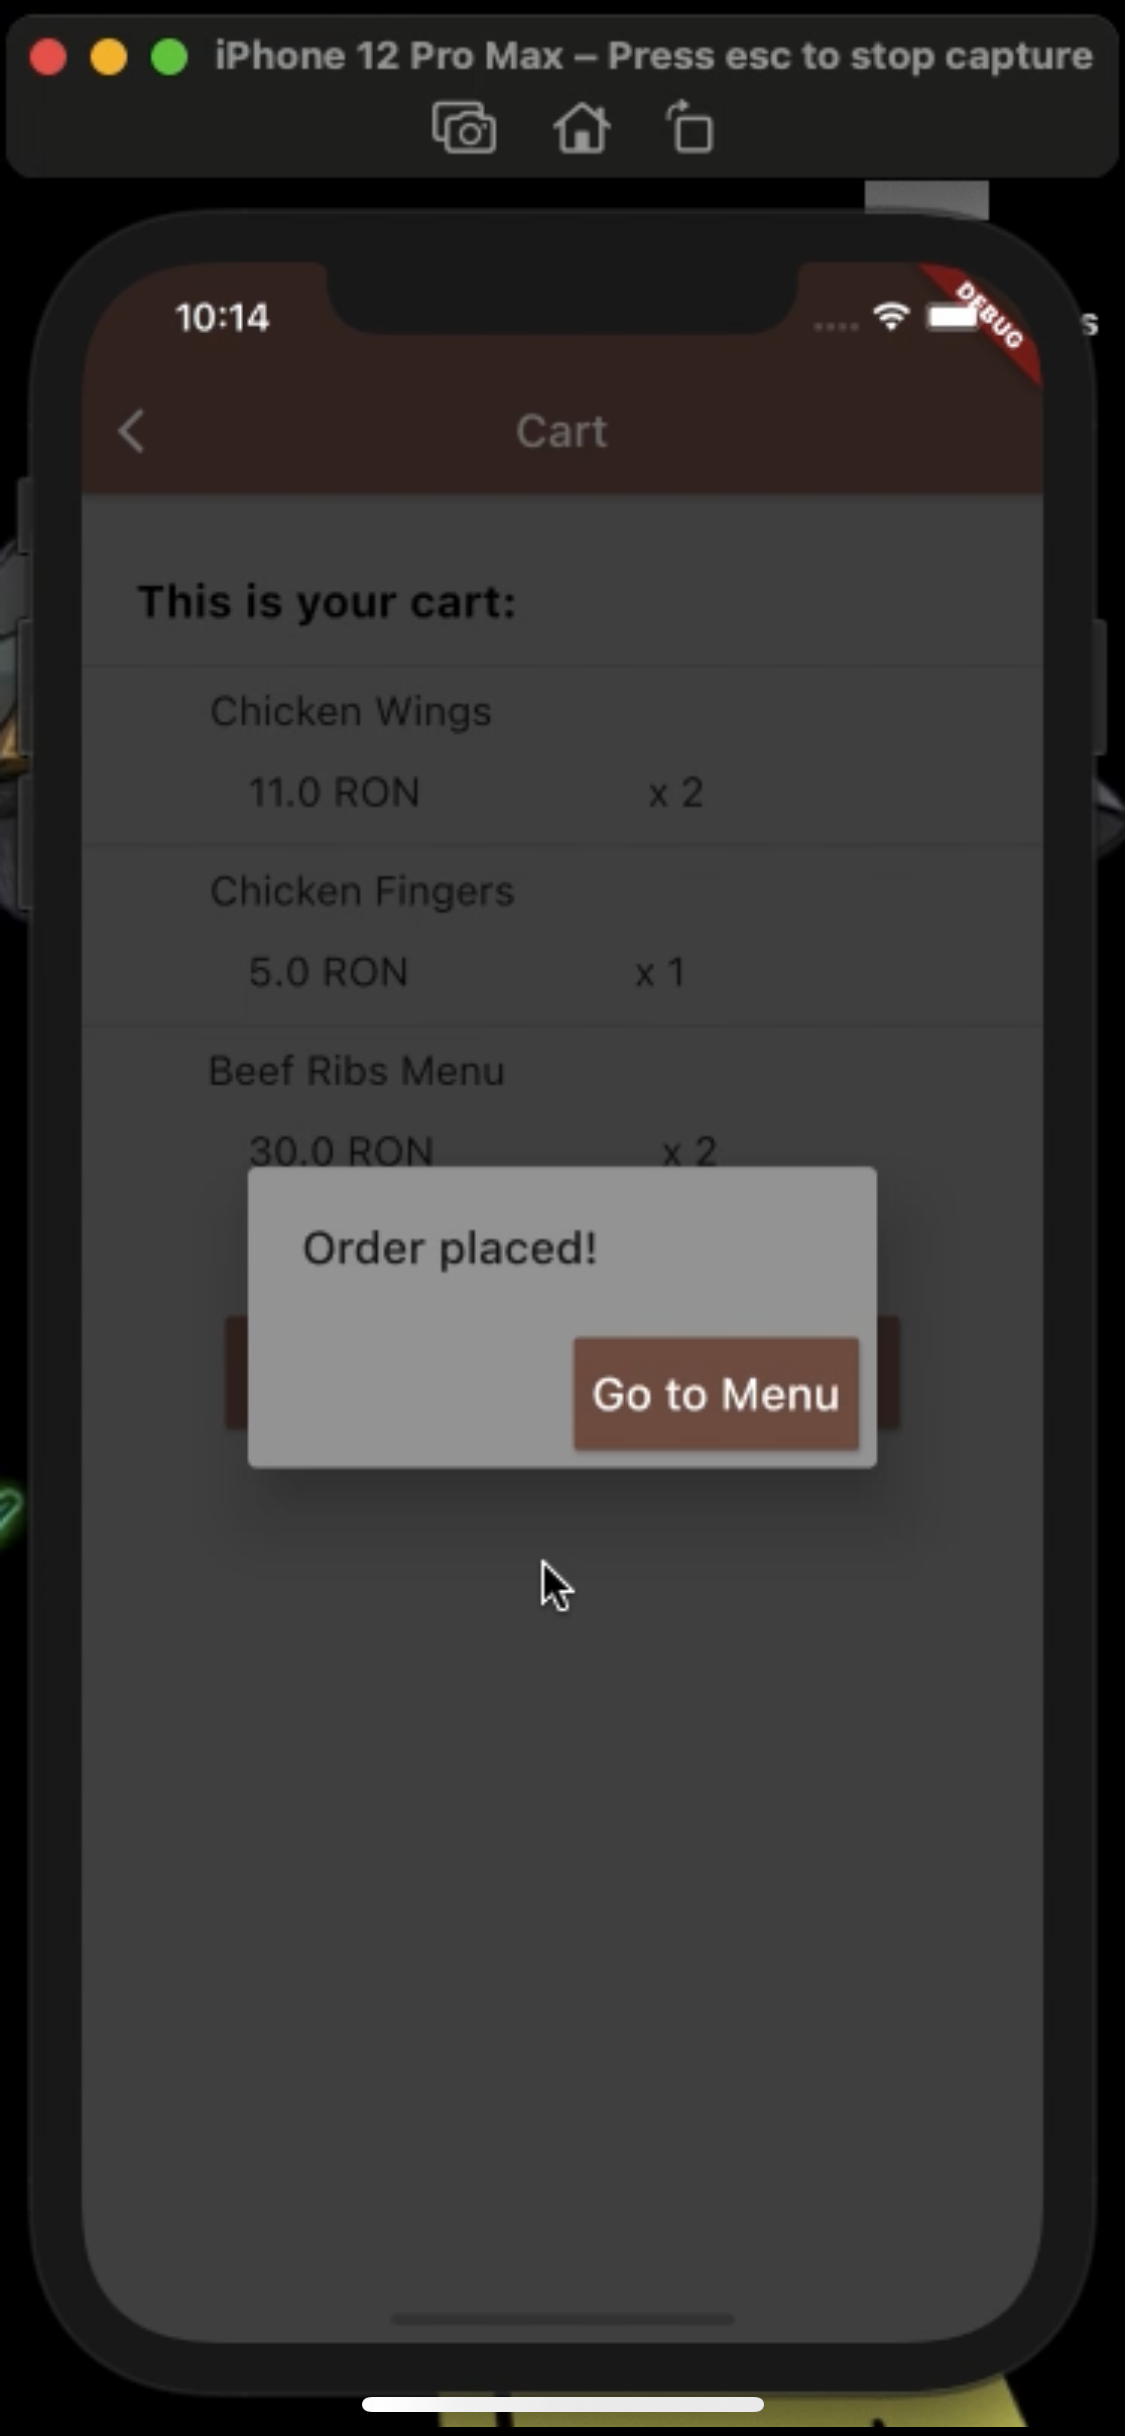 iPhone 12 Pro Max – Press esc to stop capture
10:14
DEBUG
s
Cart
This is your cart:
Chicken Wings
11.0 RON x 2
Chicken Fingers
5.0 RON x 1
Beef Ribs Menu
30.0 RON x 2
Order placed!
Go to Menu